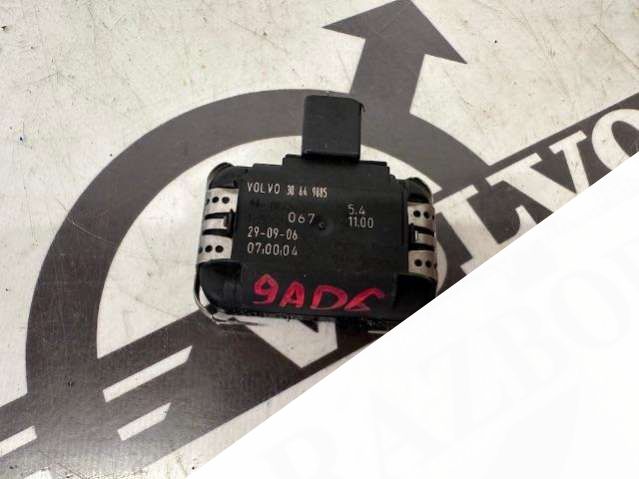 VOLVO 30 64 9885
067 5.4
11.00
29-09-06
07:00:04
9AD6
VOLVO
RAZBOR